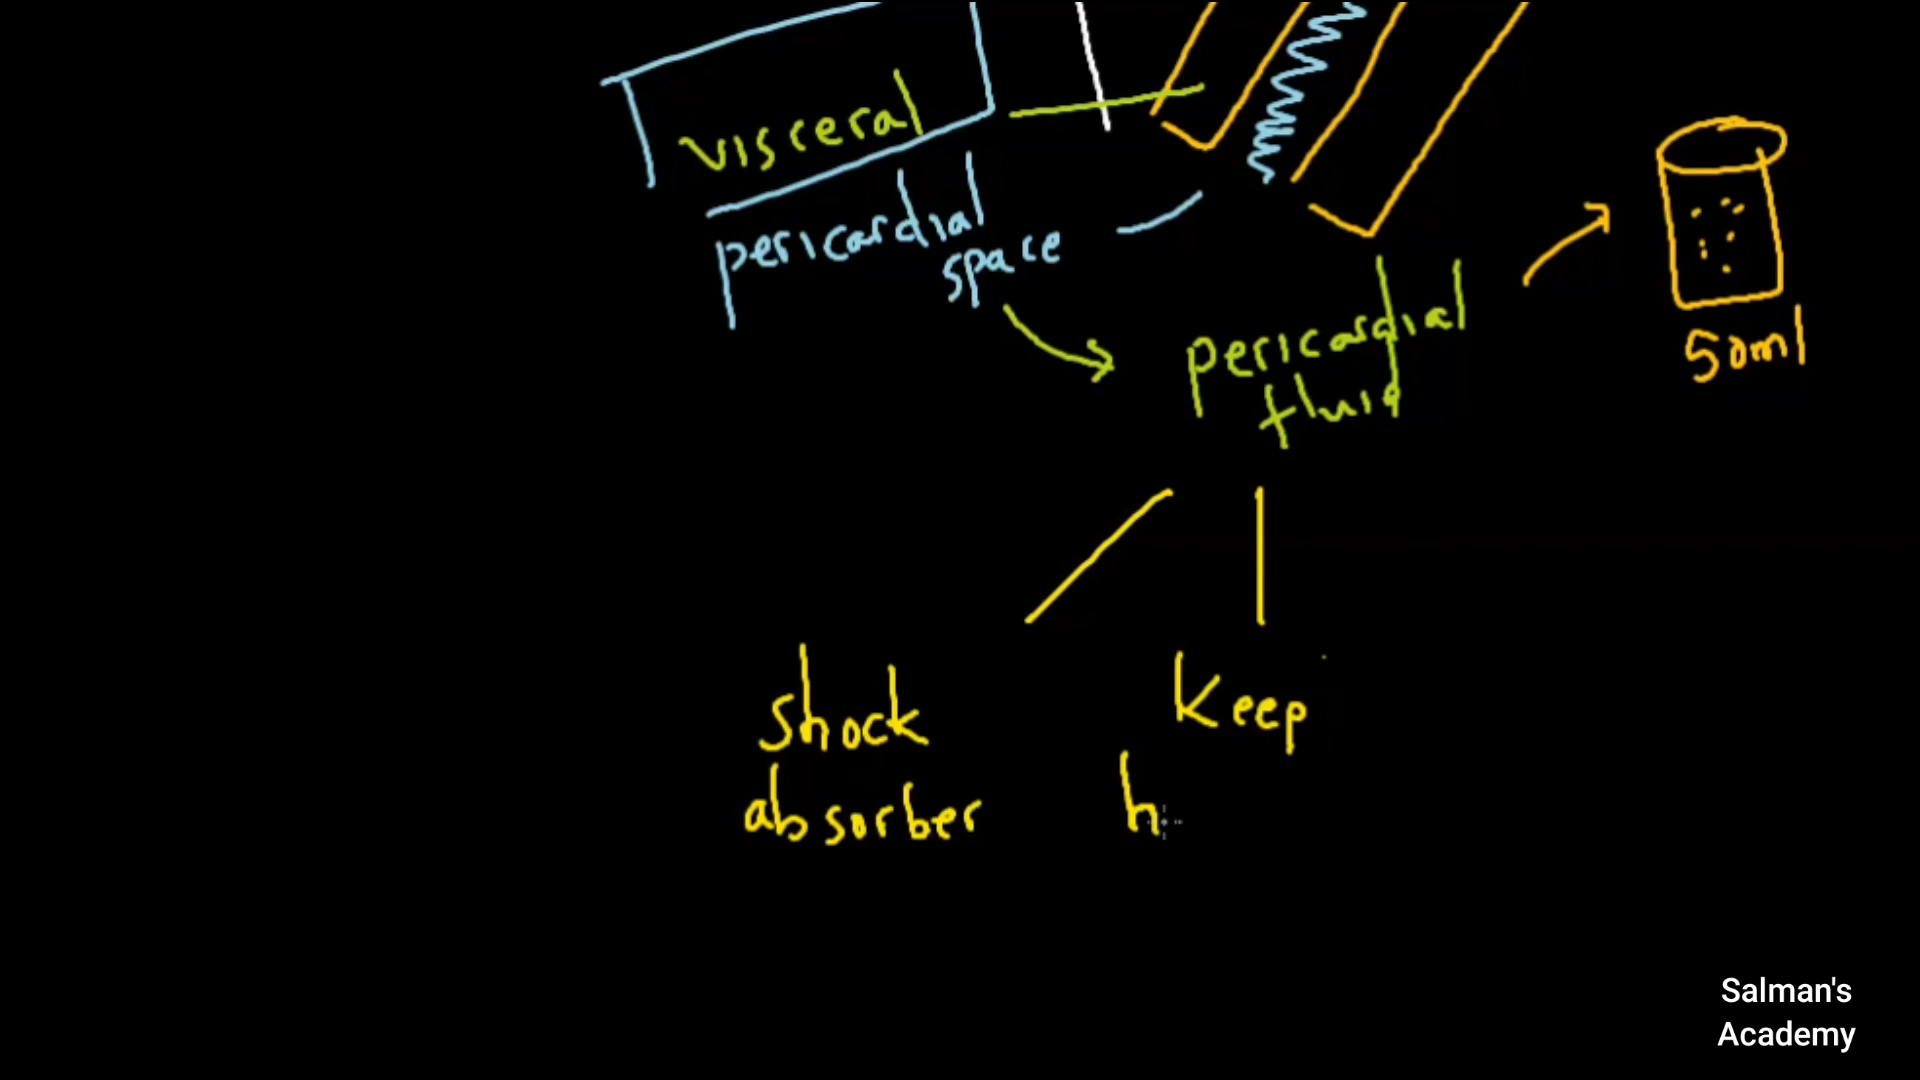 visceral
pericardial
space
pericardial
fluid
50ml
shock
absorber
Keep
h
Salman's
Academy